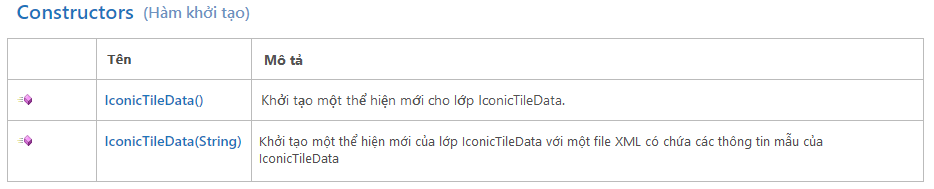 Constructors (Hàm khởi tạo)
Tên Mô tả
IconicTileData() Khởi tạo một thể hiện mới cho lớp IconicTileData.
IconicTileData(String) Khởi tạo một thể hiện mới của lớp IconicTileData với một file XML có chứa các thông tin mẫu của
IconicTileData